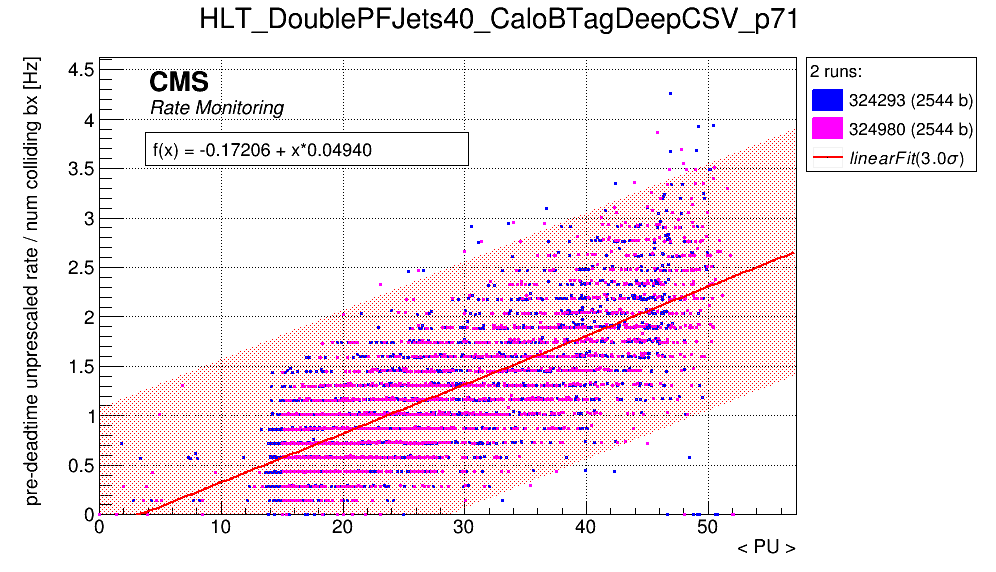 HLT_DoublePFJets40_CaloBTagDeepCSV_p71
pre-deadtime unprescaled rate / num colliding bx [Hz]
4.5
4
3.5
3
2.5
2
1.5
1
0.5
0
CMS
Rate Monitoring
f(x) = -0.17206 + x*0.04940
2 runs:
324293 (2544 b)
324980 (2544 b)
linearFit(3.0σ)
0 10 20 30 40 50
< PU >